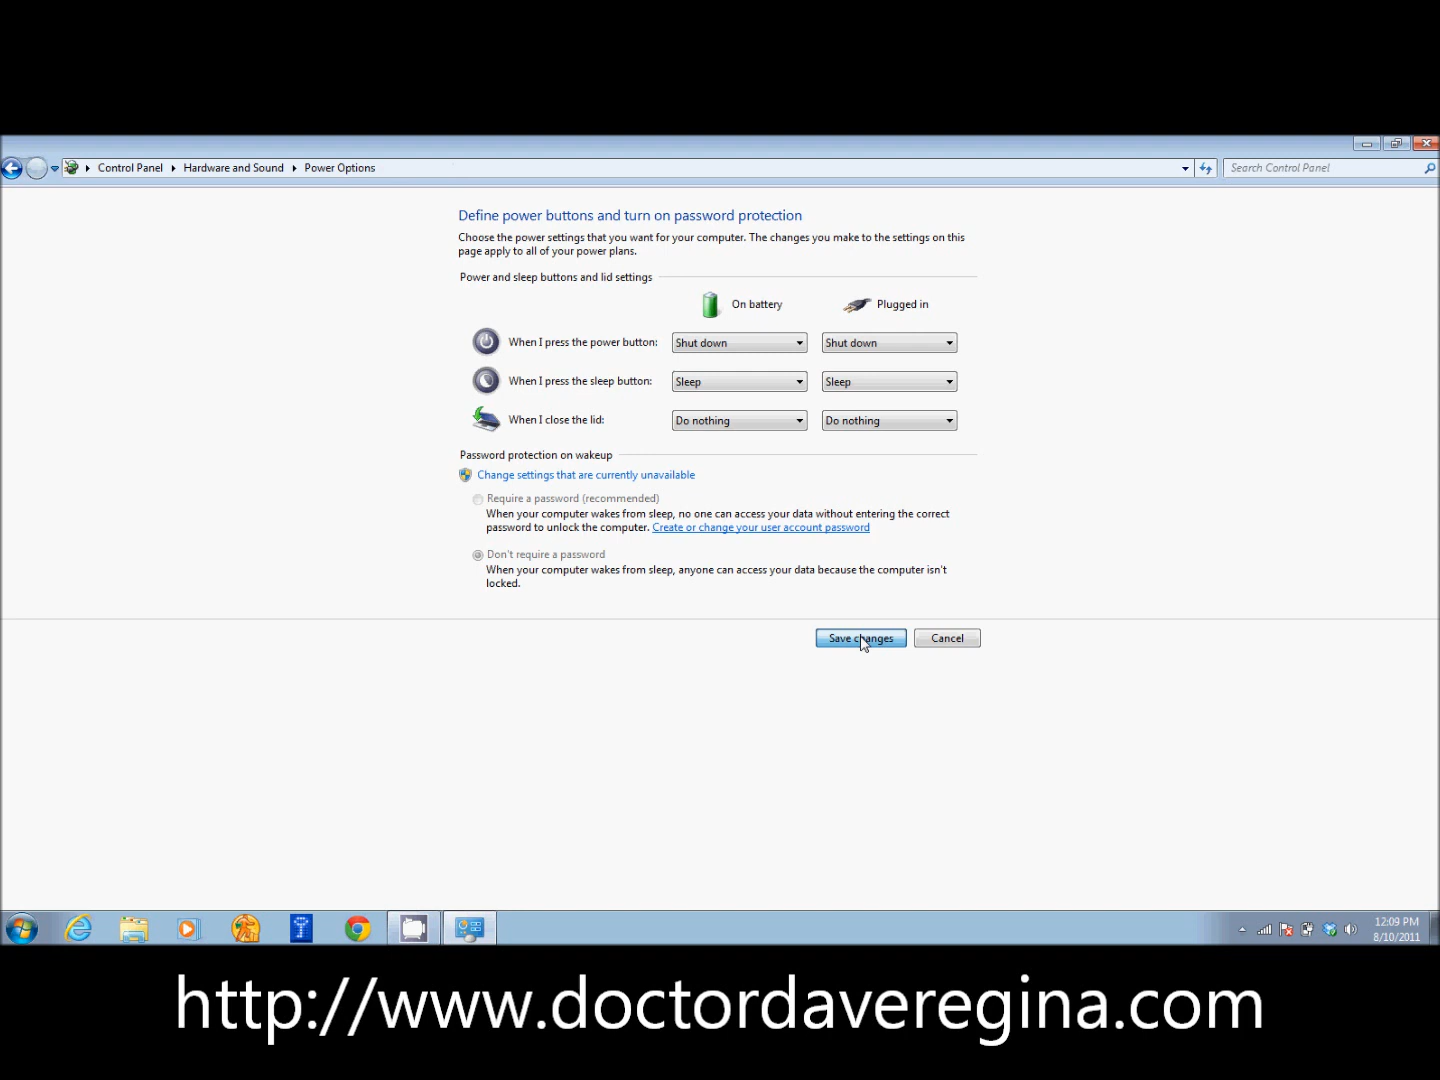 Control Panel Hardware and Sound Power Options
Search Control Panel
Define power buttons and turn on password protection
Choose the power settings that you want for your computer. The changes you make to the settings on this
page apply to all of your power plans.
Power and sleep buttons and lid settings
On battery Plugged in
When I press the power button: Shut down Shut down
When I press the sleep button: Sleep Sleep
When I close the lid: Do nothing Do nothing
Password protection on wakeup
Change settings that are currently unavailable
Require a password (recommended)
When your computer wakes from sleep, no one can access your data without entering the correct
password to unlock the computer. Create or change your user account password
Don't require a password
When your computer wakes from sleep, anyone can access your data because the computer isn't
locked.
Save changes Cancel
12:09 PM
8/10/2011
http://www.doctordaveregina.com